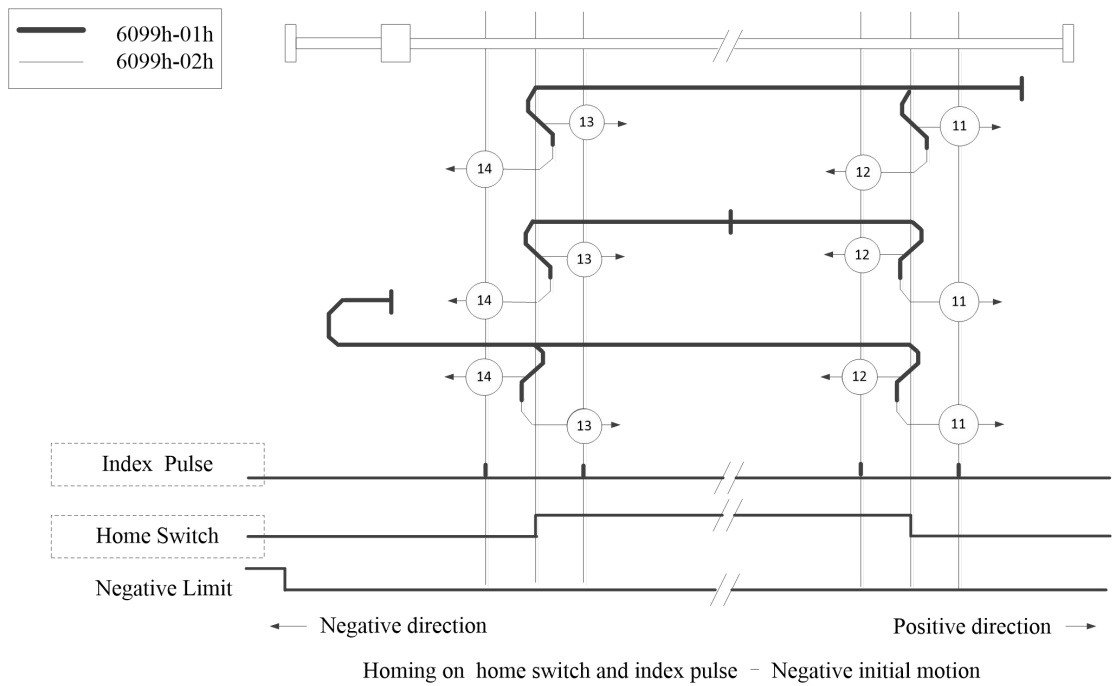 6099h-01h
6099h-02h
13
11
14
12
12
13
14
11
14
12
13
11
Index Pulse
Home Switch
Negative Limit
Negative direction
Positive direction
Homing on home switch and index pulse - Negative initial motion